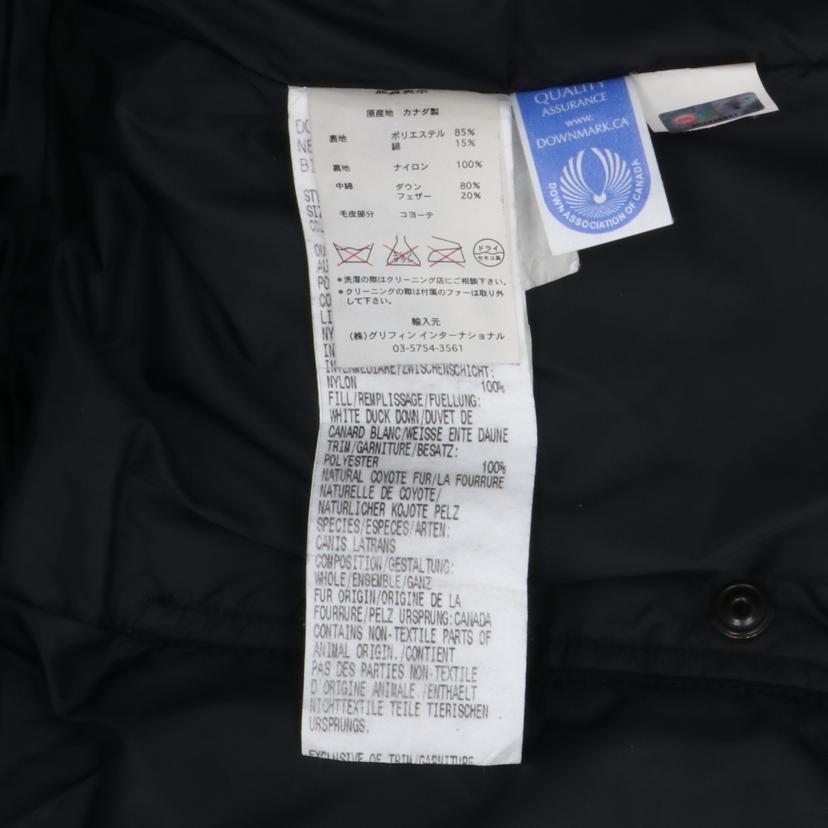 原産地 カナダ製
表地 ポリエステル 85%
綿 15%
裏地 ナイロン 100%
中綿 ダウン 80%
フェザー 20%
毛皮部分 コヨーテ
ドライ
セキユ系
*洗濯の際はクリーニング店にご相談下さい。
*クリーニングの際は付属のファーは取り外
して下さい。
輸入元
(株)グリフィン インターナショナル
03-5754-3561
QUALITY
ASSURANCE
www.
DOWNMARK.CA
DOWN ASSOCIATION OF CANADA
INTERMEDIAIRE/ZWISCHENSCHICHT:
NYLON 100%
FILL/REMPLISSAGE/FUELLUNG:
WHITE DUCK DOWN/DUVET DE
CANARD BLANC/WEISSE ENTE DAUNE
TRIM/GARNITURE/BESATZ:
POLYESTER 100%
NATURAL COYOTE FUR/LA FOURRURE
NATURELLE DE COYOTE/
NATURLICHER KOJOTE PELZ
SPECIES/ESPECES/ARTEN:
CANIS LATRANS
COMPOSITION/GESTALTUNG:
WHOLE/ENSEMBLE/GANZ
FUR ORIGIN/ORIGINE DE LA
FOURRURE/PELZ URSPRUNG:CANADA
CONTAINS NON-TEXTILE PARTS OF
ANIMAL ORIGIN./CONTIENT
PAS DES PARTIES NON-TEXTILE
D'ORIGINE ANIMALE./ENTHAELT
NICHTTEXTILE TEILE TIERISCHEN
URSPRUNGS.
EXCLUSIVE OF TRIM/GARNITURE